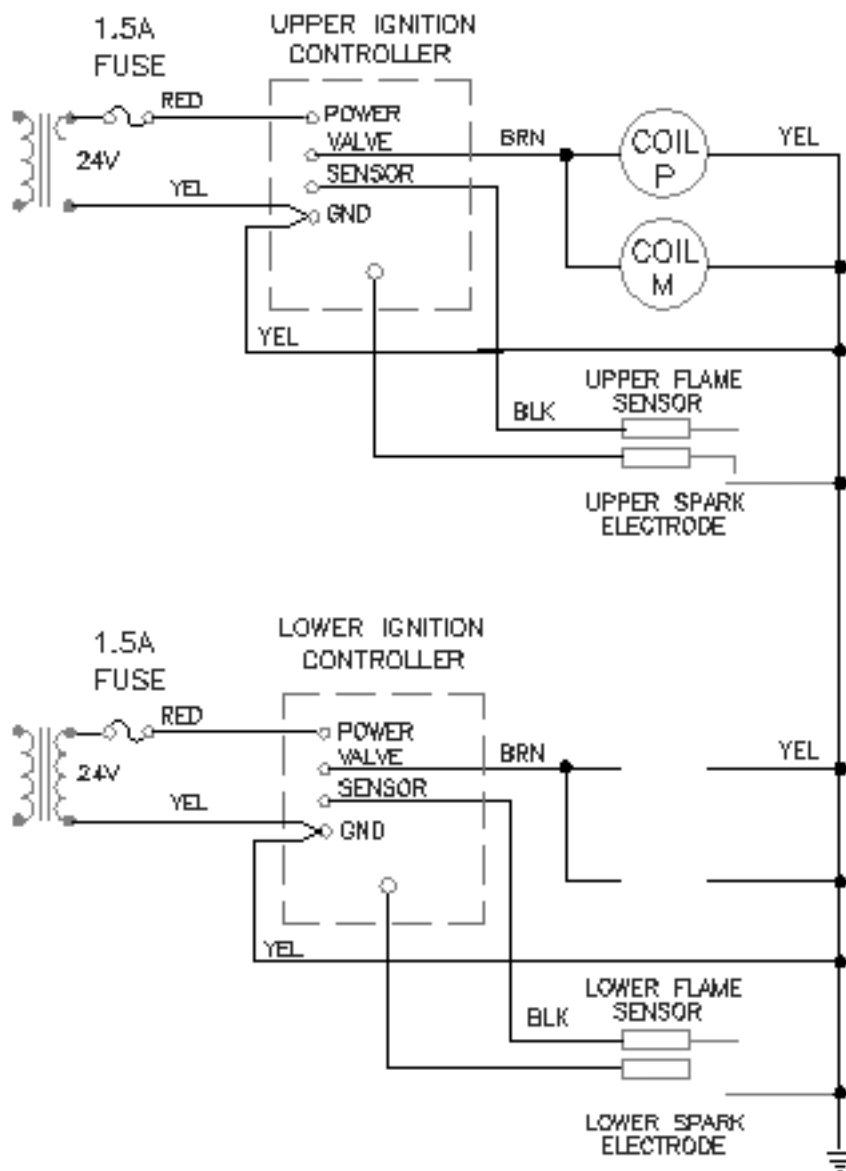 1.5A
FUSE
UPPER IGNITION
CONTROLLER
RED
POWER
24V
VALVE
BRN
COIL
P
YEL
YEL
SENSOR
GND
COIL
M
YEL
BLK
UPPER FLAME
SENSOR
UPPER SPARK
ELECTRODE
1.5A
FUSE
LOWER IGNITION
CONTROLLER
RED
POWER
24V
VALVE
BRN
YEL
YEL
SENSOR
GND
YEL
BLK
LOWER FLAME
SENSOR
LOWER SPARK
ELECTRODE